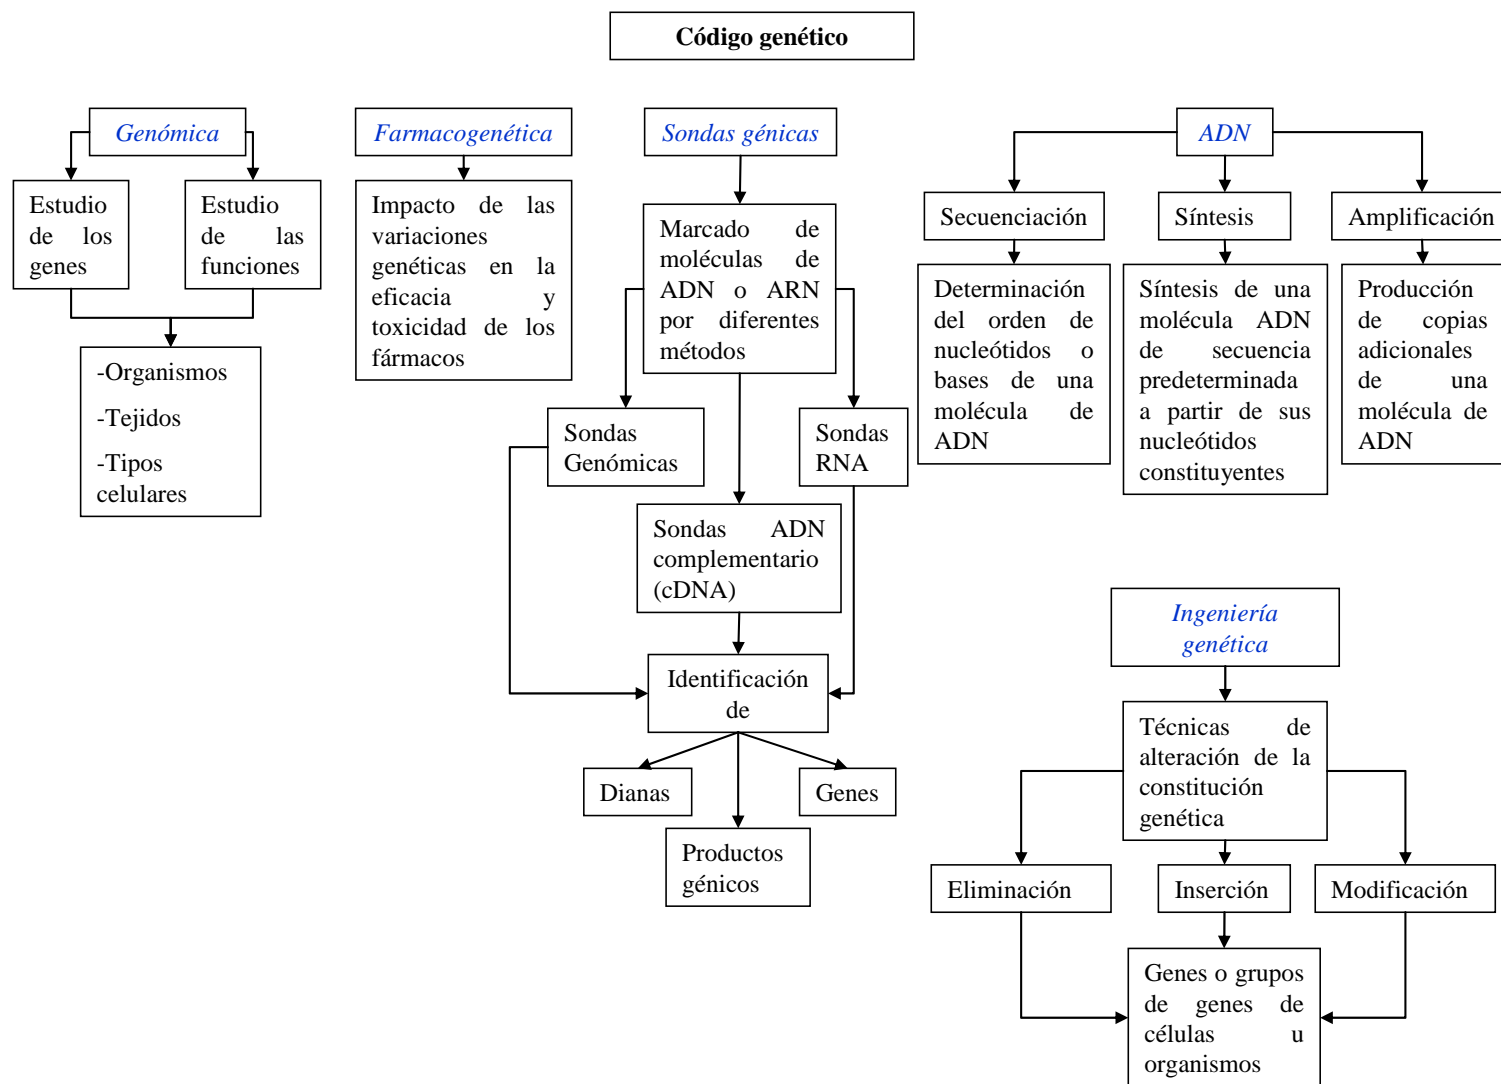 Código genético
Genómica
Estudio
de los
genes
Estudio
de las
funciones
-Organismos
-Tejidos
-Tipos
celulares
Farmacogenética
Impacto de las
variaciones
genéticas en la
eficacia y
toxicidad de los
fármacos
Sondas génicas
Marcado de
moléculas de
ADN o ARN
por diferentes
métodos
Sondas
Genómicas
Sondas
RNA
Sondas ADN
complementario
(cDNA)
Identificación
de
Dianas
Genes
Productos
génicos
ADN
Secuenciación
Síntesis
Amplificación
Determinación
del orden de
nucleótidos o
bases de una
molécula de
ADN
Síntesis de una
molécula ADN
de secuencia
predeterminada
a partir de sus
nucleótidos
constituyentes
Producción
de copias
adicionales
de una
molécula de
ADN
Ingeniería
genética
Técnicas de
alteración de la
constitución
genética
Eliminación
Inserción
Modificación
Genes o grupos
de genes de
células u
organismos